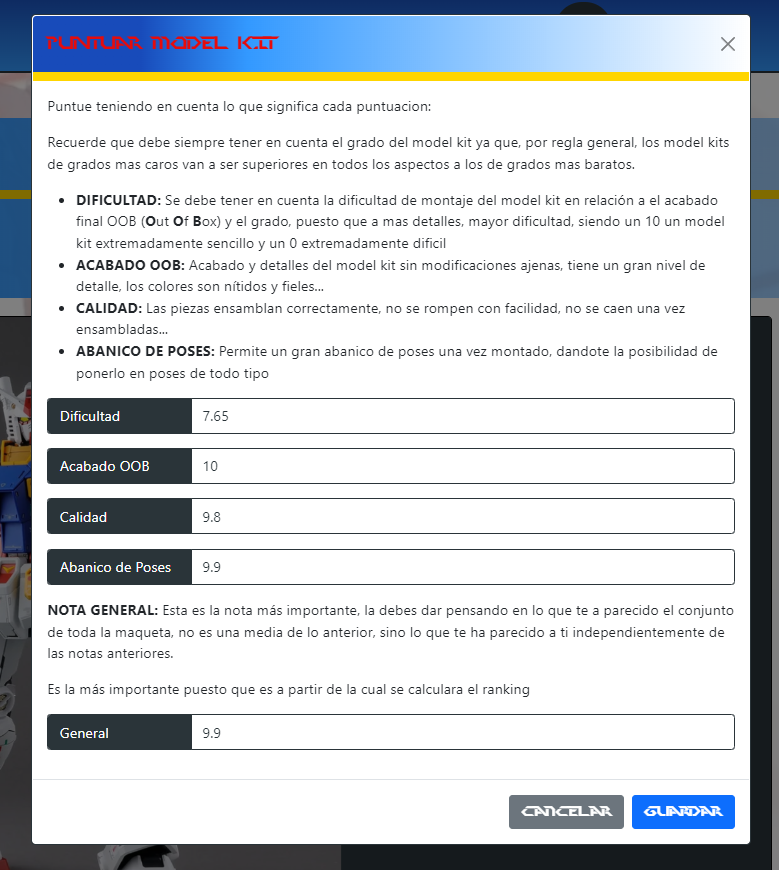 PUNTUAR MODEL KIT
Puntue teniendo en cuenta lo que significa cada puntuacion:
Recuerde que debe siempre tener en cuenta el grado del model kit ya que, por regla general, los model kits
de grados mas caros van a ser superiores en todos los aspectos a los de grados mas baratos.
• DIFICULTAD: Se debe tener en cuenta la dificultad de montaje del model kit en relación a el acabado
final OOB (Out Of Box) y el grado, puesto que a mas detalles, mayor dificultad, siendo un 10 un model
kit extremadamente sencillo y un 0 extremadamente dificil
• ACABADO OOB: Acabado y detalles del model kit sin modificaciones ajenas, tiene un gran nivel de
detalle, los colores son nítidos y fieles...
• CALIDAD: Las piezas ensamblan correctamente, no se rompen con facilidad, no se caen una vez
ensambladas...
• ABANICO DE POSES: Permite un gran abanico de poses una vez montado, dandote la posibilidad de
ponerlo en poses de todo tipo
Dificultad 7.65
Acabado OOB 10
Calidad 9.8
Abanico de Poses 9.9
NOTA GENERAL: Esta es la nota más importante, la debes dar pensando en lo que te a parecido el conjunto
de toda la maqueta, no es una media de lo anterior, sino lo que te ha parecido a ti independientemente de
las notas anteriores.
Es la más importante puesto que es a partir de la cual se calculara el ranking
General 9.9
CANCELAR GUARDAR